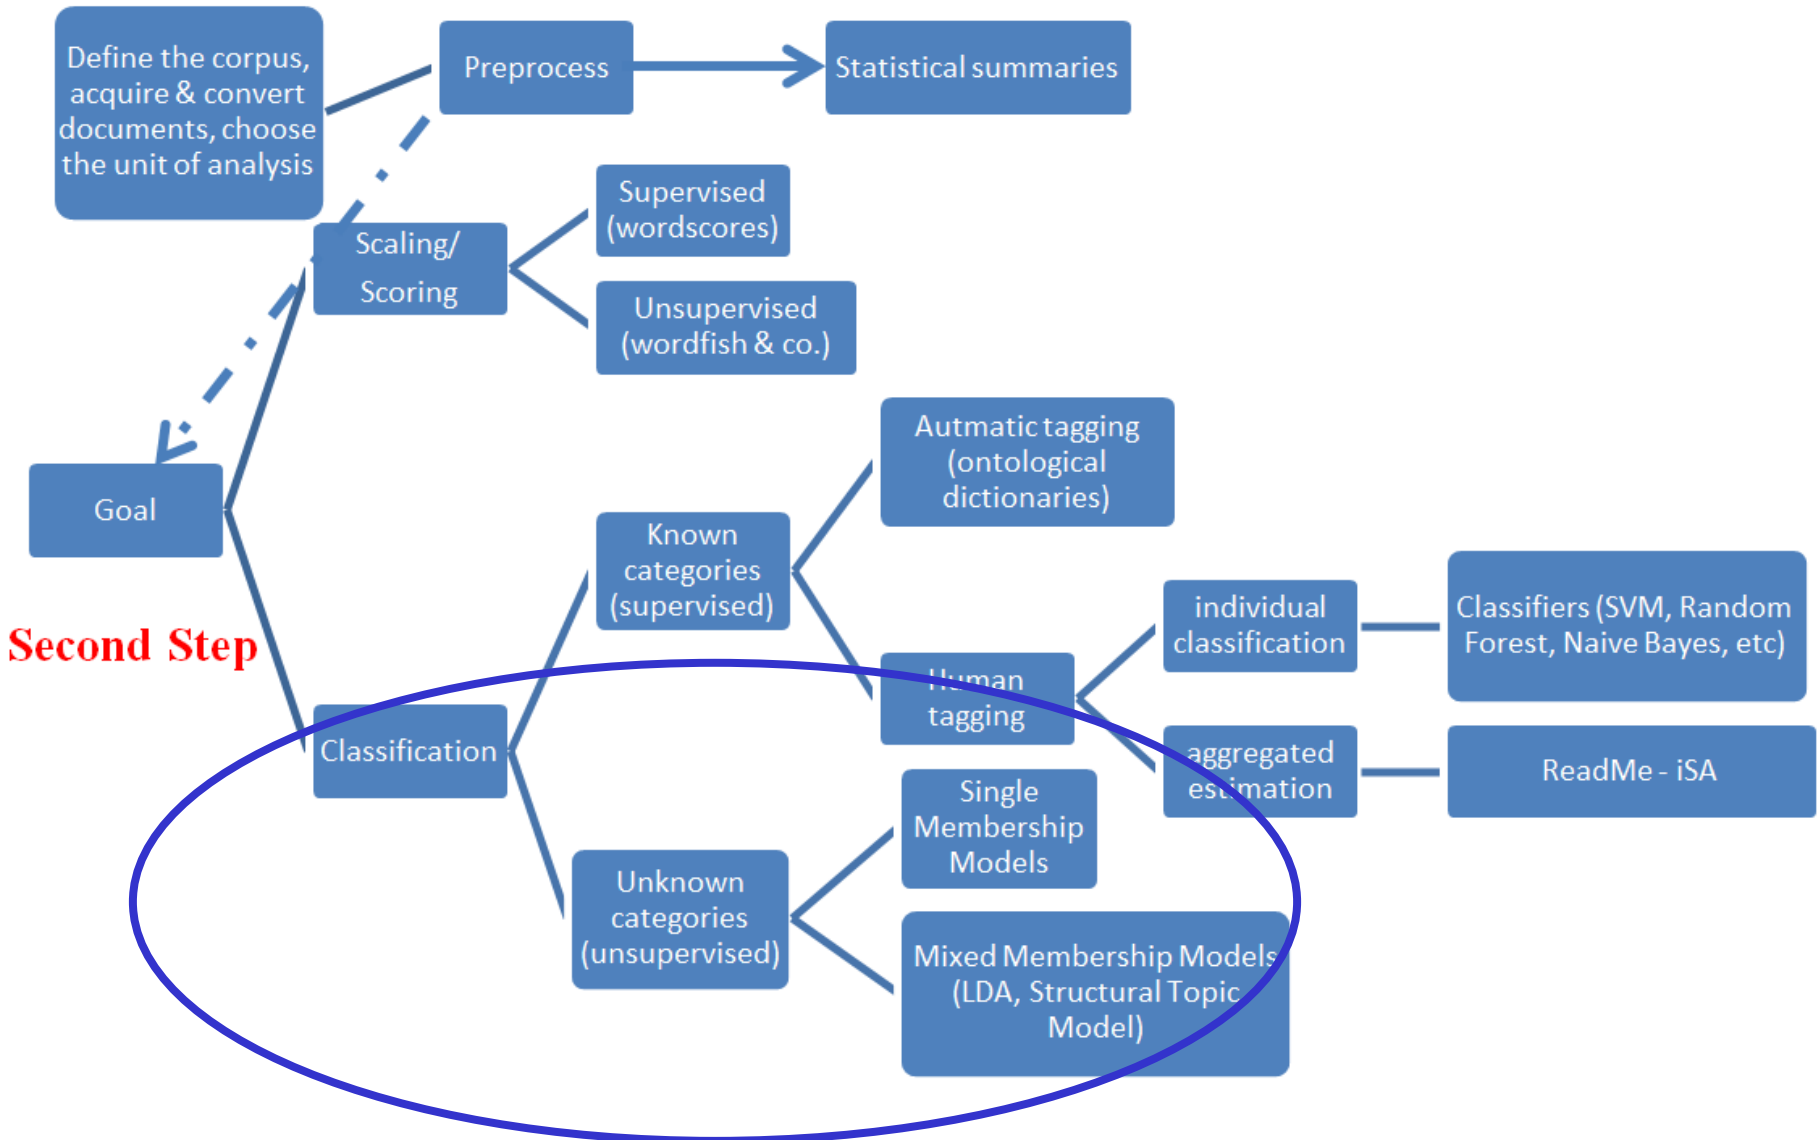 Define the corpus,
acquire & convert
documents, choose
the unit of analysis
Preprocess
Statistical summaries
Scaling/
Scoring
Supervised
(wordscores)
Unsupervised
(wordfish & co.)
Goal
Second Step
Classification
Known
categories
(supervised)
Autmatic tagging
(ontological
dictionaries)
Human
tagging
individual
classification
Classifiers (SVM, Random
Forest, Naive Bayes, etc)
aggregated
estimation
ReadMe - iSA
Unknown
categories
(unsupervised)
Single
Membership
Models
Mixed Membership Models
(LDA, Structural Topic
Model)